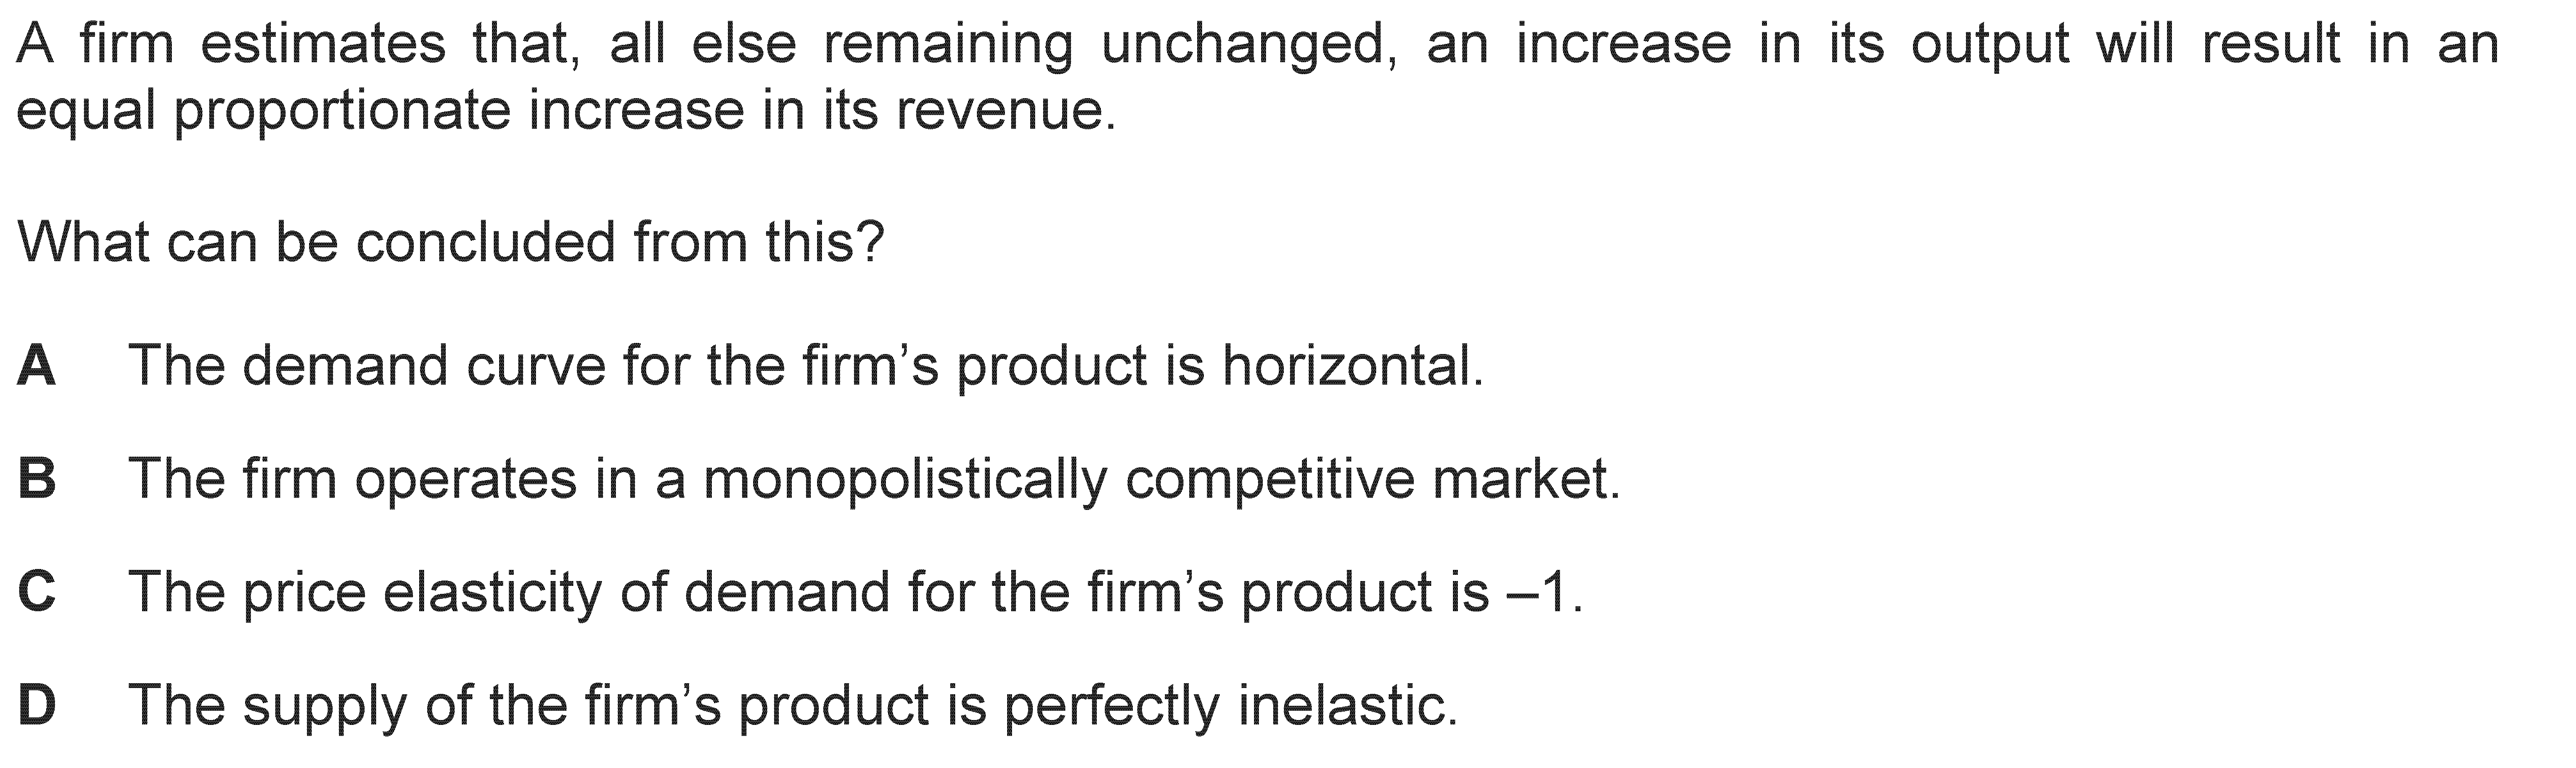 A firm estimates that, all else remaining unchanged, an increase in its output will result in an
equal proportionate increase in its revenue.
What can be concluded from this?
A The demand curve for the firm’s product is horizontal.
B The firm operates in a monopolistically competitive market.
C The price elasticity of demand for the firm’s product is –1.
D The supply of the firm’s product is perfectly inelastic.